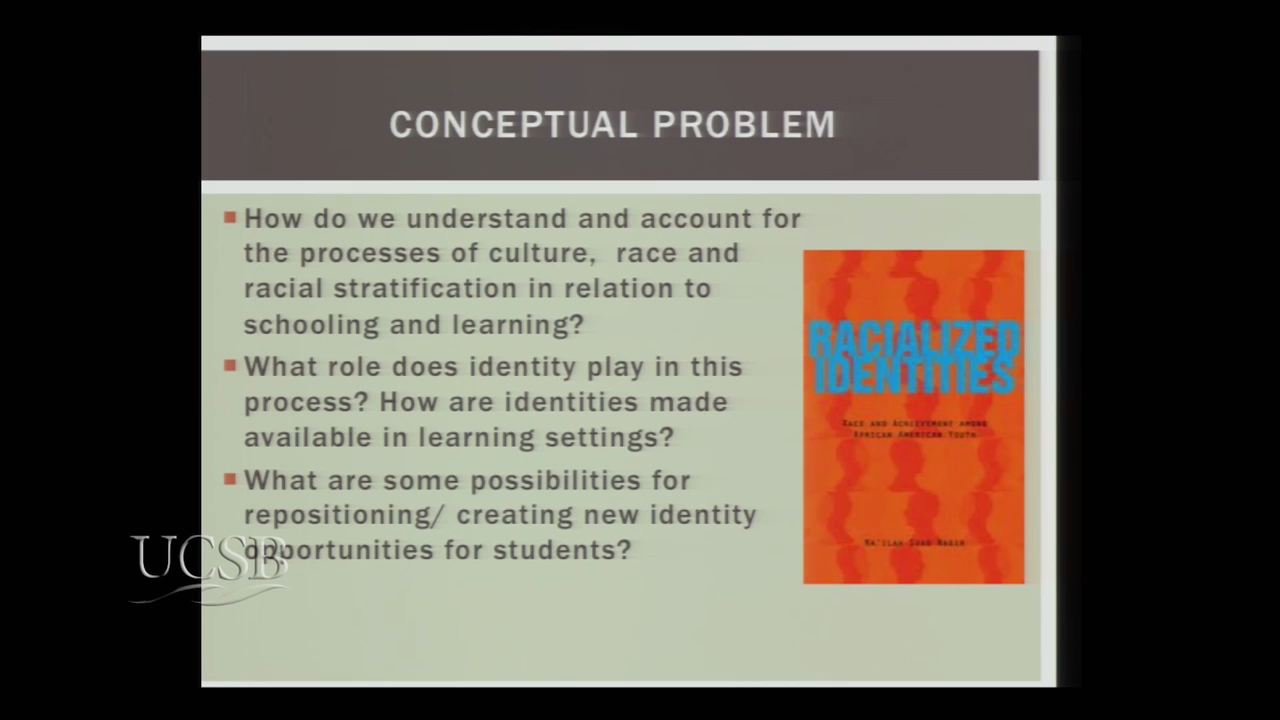 CONCEPTUAL PROBLEM
How do we understand and account for
the processes of culture, race and
racial stratification in relation to
schooling and learning?
What role does identity play in this
process? How are identities made
available in learning settings?
What are some possibilities for
repositioning/ creating new identity
opportunities for students?
RACIALIZED
IDENTITIES
RACE AND ACHIEVEMENT AMONG
AFRICAN AMERICAN YOUTH
NA'ILAH SUAD NASIR
UCSB